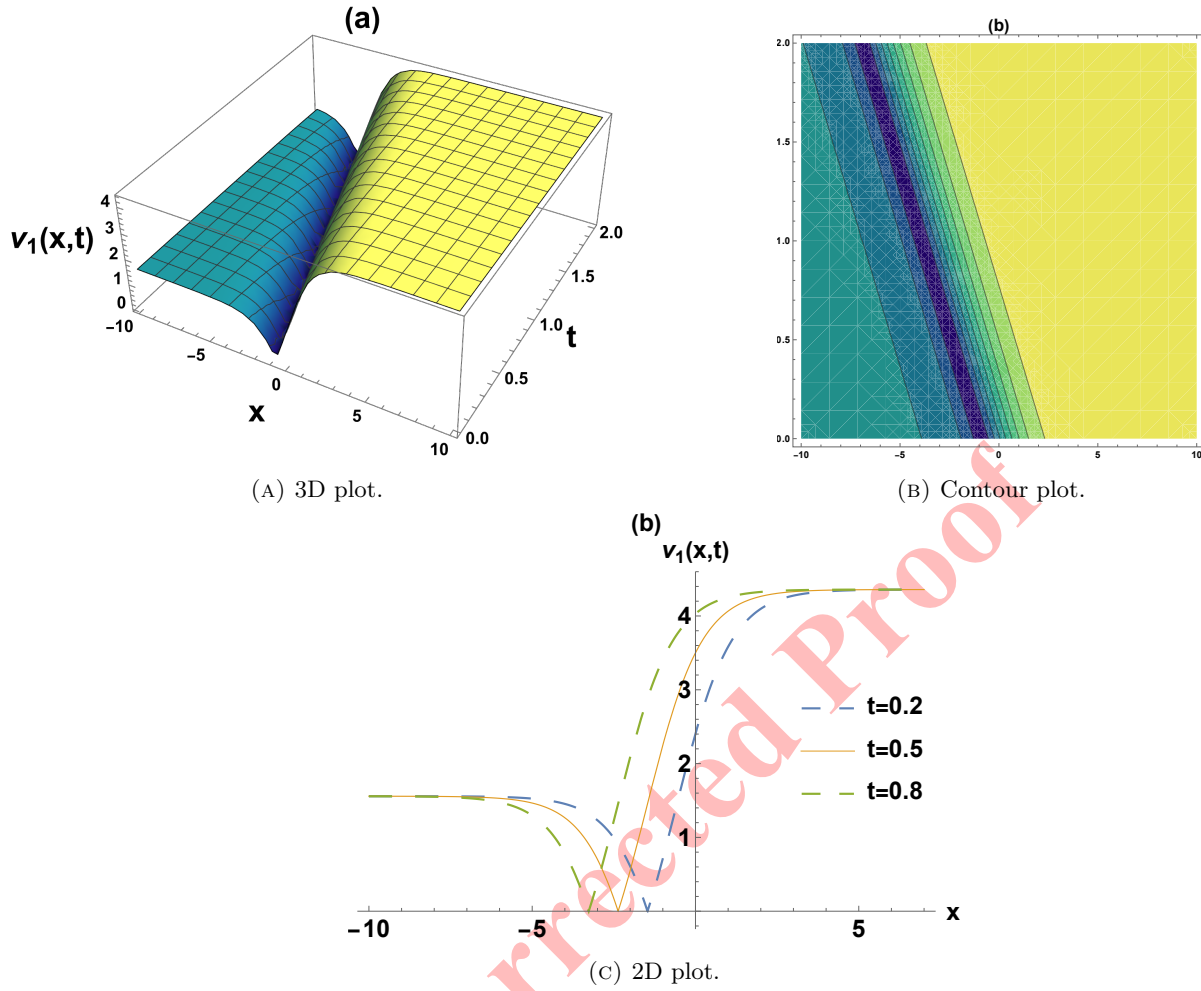 (a)
v₁(x,t)
4
3
2
1
0
−10
−5
0
5
10
x
0.0
0.5
1.0
1.5
2.0
t
(A) 3D plot.
(b)
2.0
1.5
1.0
0.5
0.0
−10
−5
0
5
10
(B) Contour plot.
(b)
v₁(x,t)
4
3
2
1
−10
−5
5
x
t=0.2
t=0.5
t=0.8
(C) 2D plot.
rrected Proof